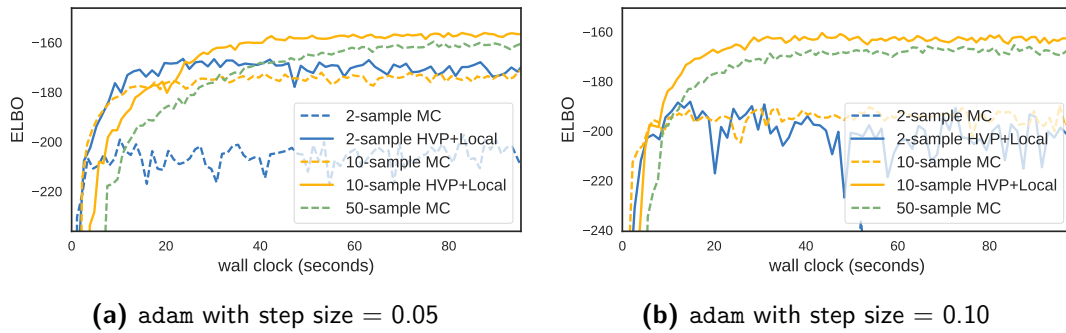 ELBO
−160
−180
−200
−220
2-sample MC
2-sample HVP+Local
10-sample MC
10-sample HVP+Local
50-sample MC
0 20 40 60 80
wall clock (seconds)
(a) adam with step size = 0.05
ELBO
−160
−180
−200
−220
−240
2-sample MC
2-sample HVP+Local
10-sample MC
10-sample HVP+Local
50-sample MC
0 20 40 60 80
wall clock (seconds)
(b) adam with step size = 0.10